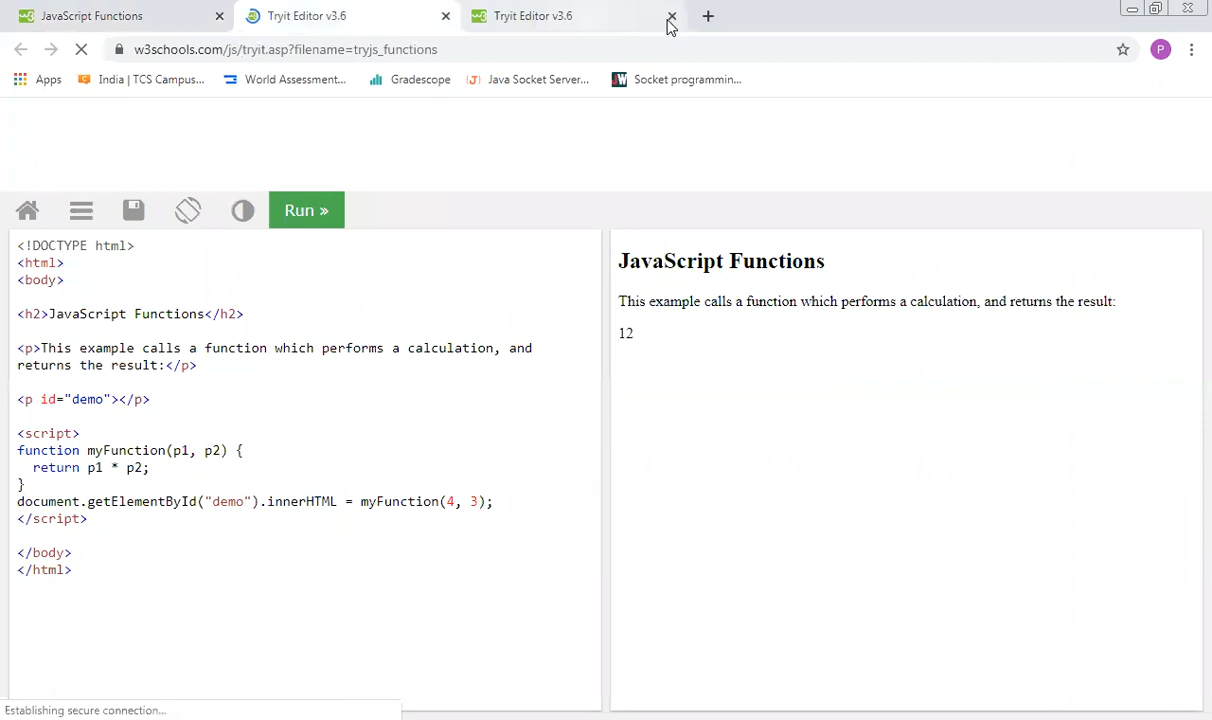 JavaScript Functions
Tryit Editor v3.6
Tryit Editor v3.6
w3schools.com/js/tryit.asp?filename=tryjs_functions
P
Apps
India | TCS Campus...
World Assessment...
Gradescope
Java Socket Server...
Socket programmin...
Run »
<!DOCTYPE html>
<html>
<body>
<h2>JavaScript Functions</h2>
<p>This example calls a function which performs a calculation, and
returns the result:</p>
<p id="demo"></p>
<script>
function myFunction(p1, p2) {
  return p1 * p2;
}
document.getElementById("demo").innerHTML = myFunction(4, 3);
</script>
</body>
</html>
JavaScript Functions
This example calls a function which performs a calculation, and returns the result:
12
Establishing secure connection...